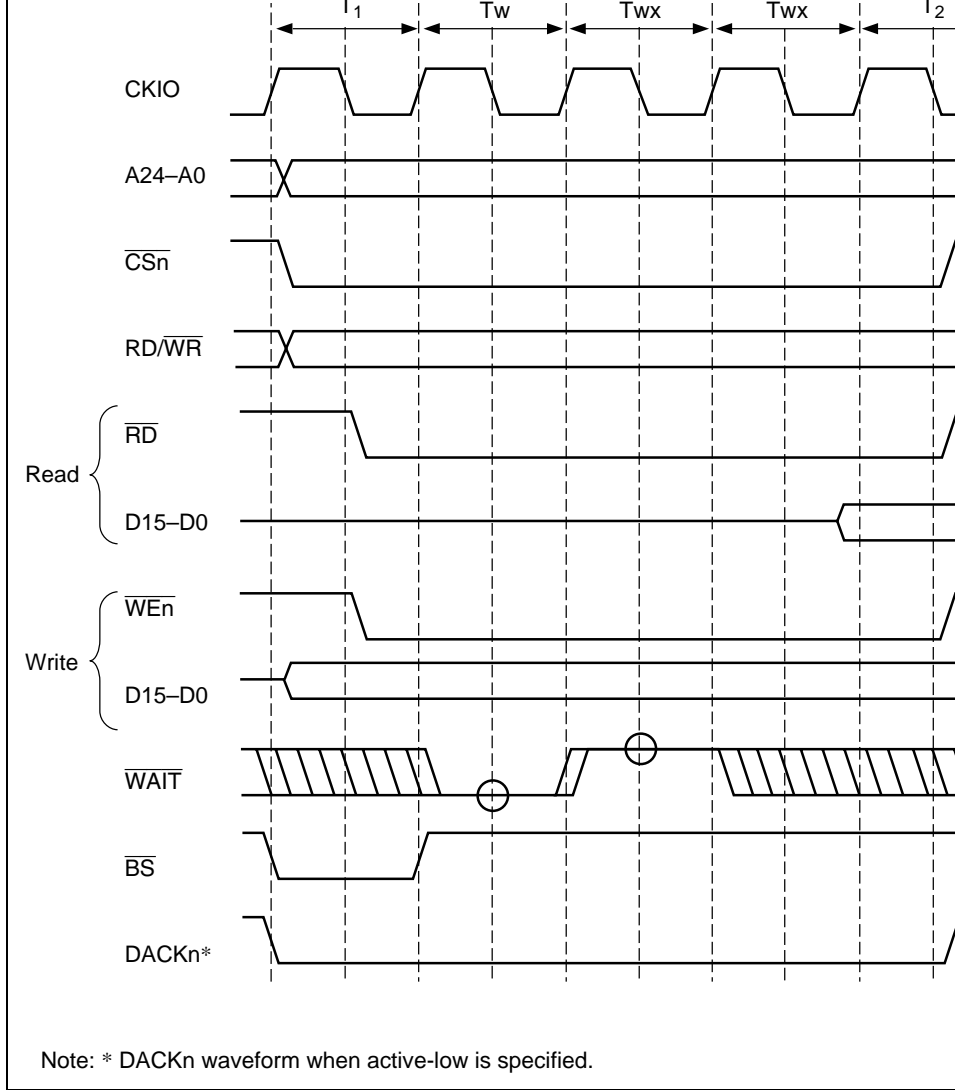 T1 Tw Twx Twx T2
CKIO
A24–A0
CSn
RD/WR
RD
Read
D15–D0
WEn
Write
D15–D0
WAIT
BS
DACKn*
Note: * DACKn waveform when active-low is specified.